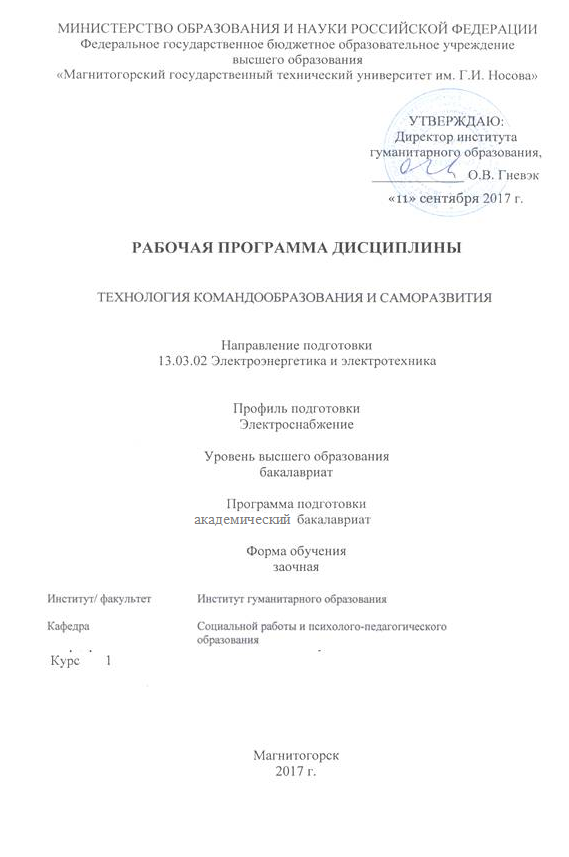 МИНИСТЕРСТВО ОБРАЗОВАНИЯ И НАУКИ РОССИЙСКОЙ ФЕДЕРАЦИИ
Федеральное государственное бюджетное образовательное учреждение
высшего образования
«Магнитогорский государственный технический университет им. Г.И. Носова»
УТВЕРЖДАЮ:
Директор института
гуманитарного образования,
О.В. Гневэк
«11» сентября 2017 г.
РАБОЧАЯ ПРОГРАММА ДИСЦИПЛИНЫ
ТЕХНОЛОГИЯ КОМАНДООБРАЗОВАНИЯ И САМОРАЗВИТИЯ
Направление подготовки
13.03.02 Электроэнергетика и электротехника
Профиль подготовки
Электроснабжение
Уровень высшего образования
бакалавриат
Программа подготовки
академический бакалавриат
Форма обучения
заочная
Институт/ факультет Институт гуманитарного образования
Кафедра Социальной работы и психолого-педагогического
образования
Курс 1
Магнитогорск
2017 г.